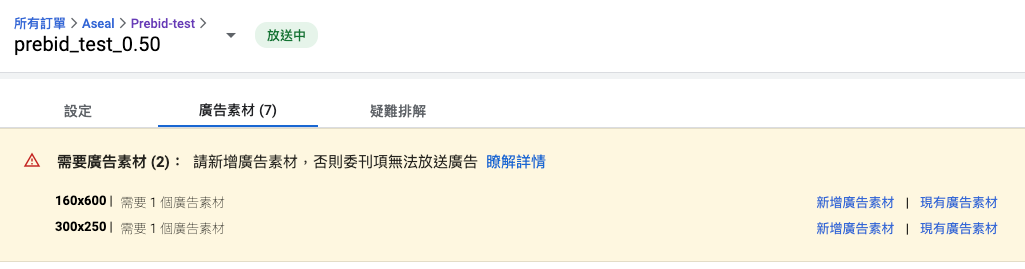 所有訂單 > Aseal > Prebid-test >
prebid_test_0.50
放送中
設定 廣告素材 (7) 疑難排解
需要廣告素材 (2)： 請新增廣告素材，否則委刊項無法放送廣告 瞭解詳情
160x600 | 需要 1 個廣告素材 新增廣告素材 | 現有廣告素材
300x250 | 需要 1 個廣告素材 新增廣告素材 | 現有廣告素材